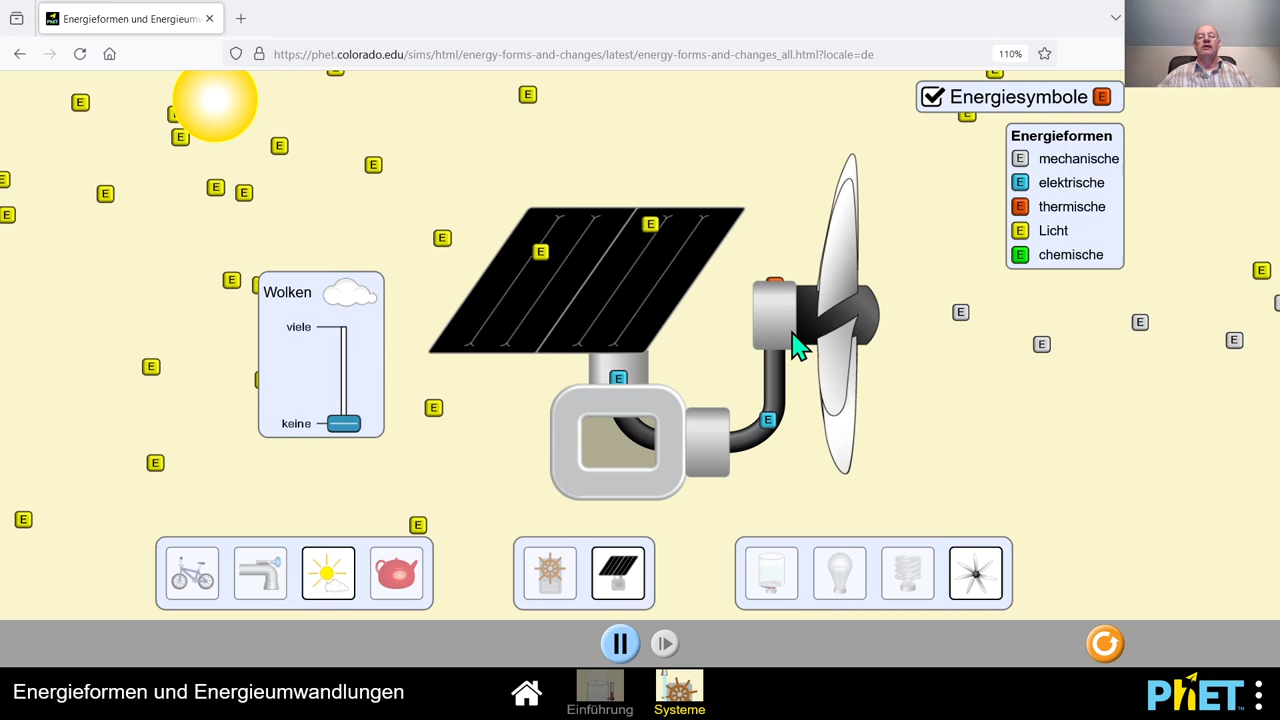 Energieformen und Energieum
https://phet.colorado.edu/sims/html/energy-forms-and-changes/latest/energy-forms-and-changes_all.html?locale=de
110%
Energiesymbole E
Energieformen
E mechanische
E elektrische
E thermische
E Licht
E chemische
Wolken
viele
keine
Energieformen und Energieumwandlungen
Einführung
Systeme
PhET